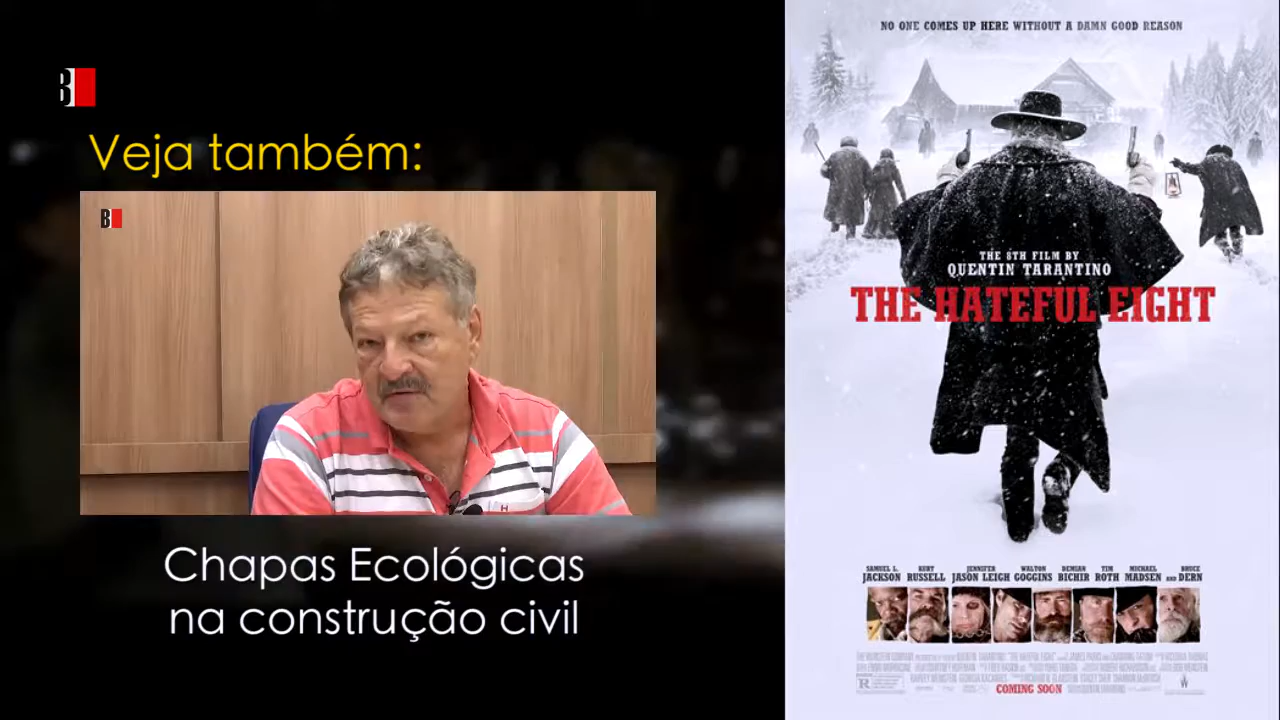 B
Veja também:
B
H
Chapas Ecológicas
na construção civil
NO ONE COMES UP HERE WITHOUT A DAMN GOOD REASON
THE 8TH FILM BY
QUENTIN TARANTINO
THE HATEFUL EIGHT
SAMUEL L. JACKSON KURT RUSSELL JENNIFER JASON LEIGH WALTON GOGGINS DEMIAN BICHIR TIM ROTH MICHAEL MADSEN AND BRUCE DERN
R
COMING SOON